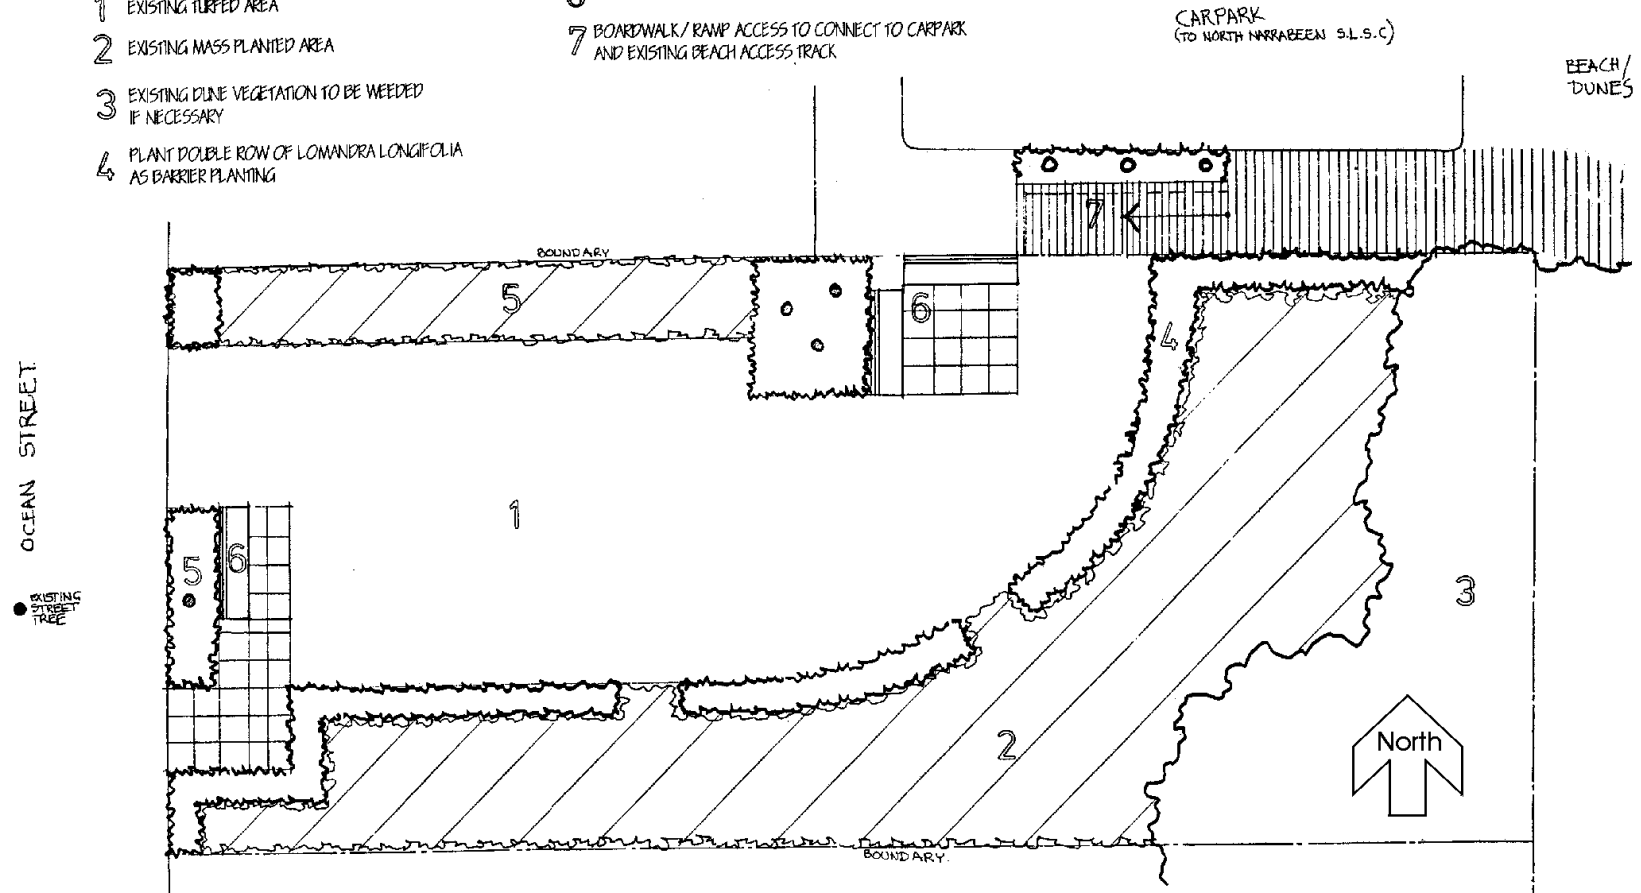 1 EXISTING TURFED AREA
2 EXISTING MASS PLANTED AREA
3 EXISTING DUNE VEGETATION TO BE WEEDED
IF NECESSARY
4 PLANT DOUBLE ROW OF LOMANDRA LONGIFOLIA
AS BARRIER PLANTING
7 BOARDWALK/ RAMP ACCESS TO CONNECT TO CARPARK
AND EXISTING BEACH ACCESS TRACK
CARPARK
(TO NORTH NARRABEEN S.L.S.C)
BEACH/
DUNES
7
BOUNDARY
5
6
4
OCEAN STREET
1
5
6
EXISTING
STREET
TREE
3
2
North
BOUNDARY.